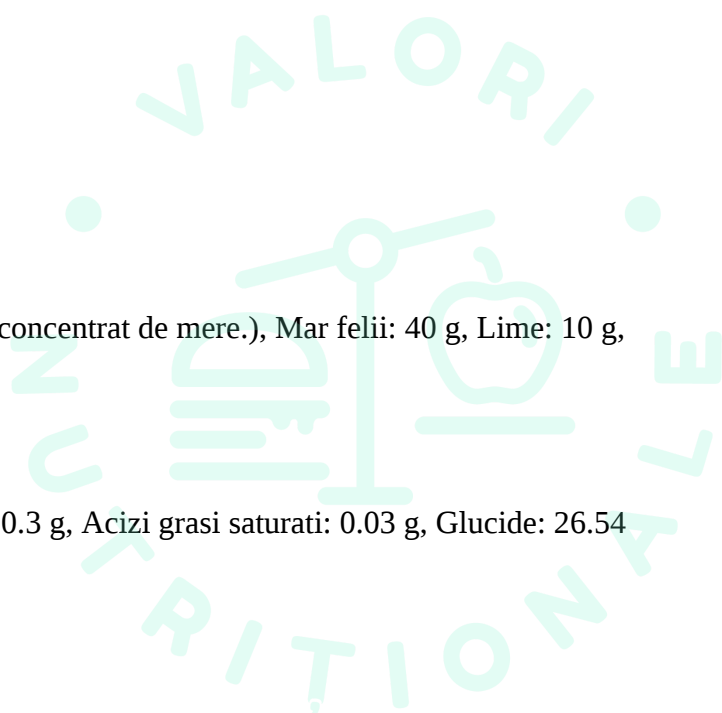 VALORI
concentrat de mere.), Mar felii: 40 g, Lime: 10 g,
0.3 g, Acizi grasi saturati: 0.03 g, Glucide: 26.54
NUTRIȚIONALE